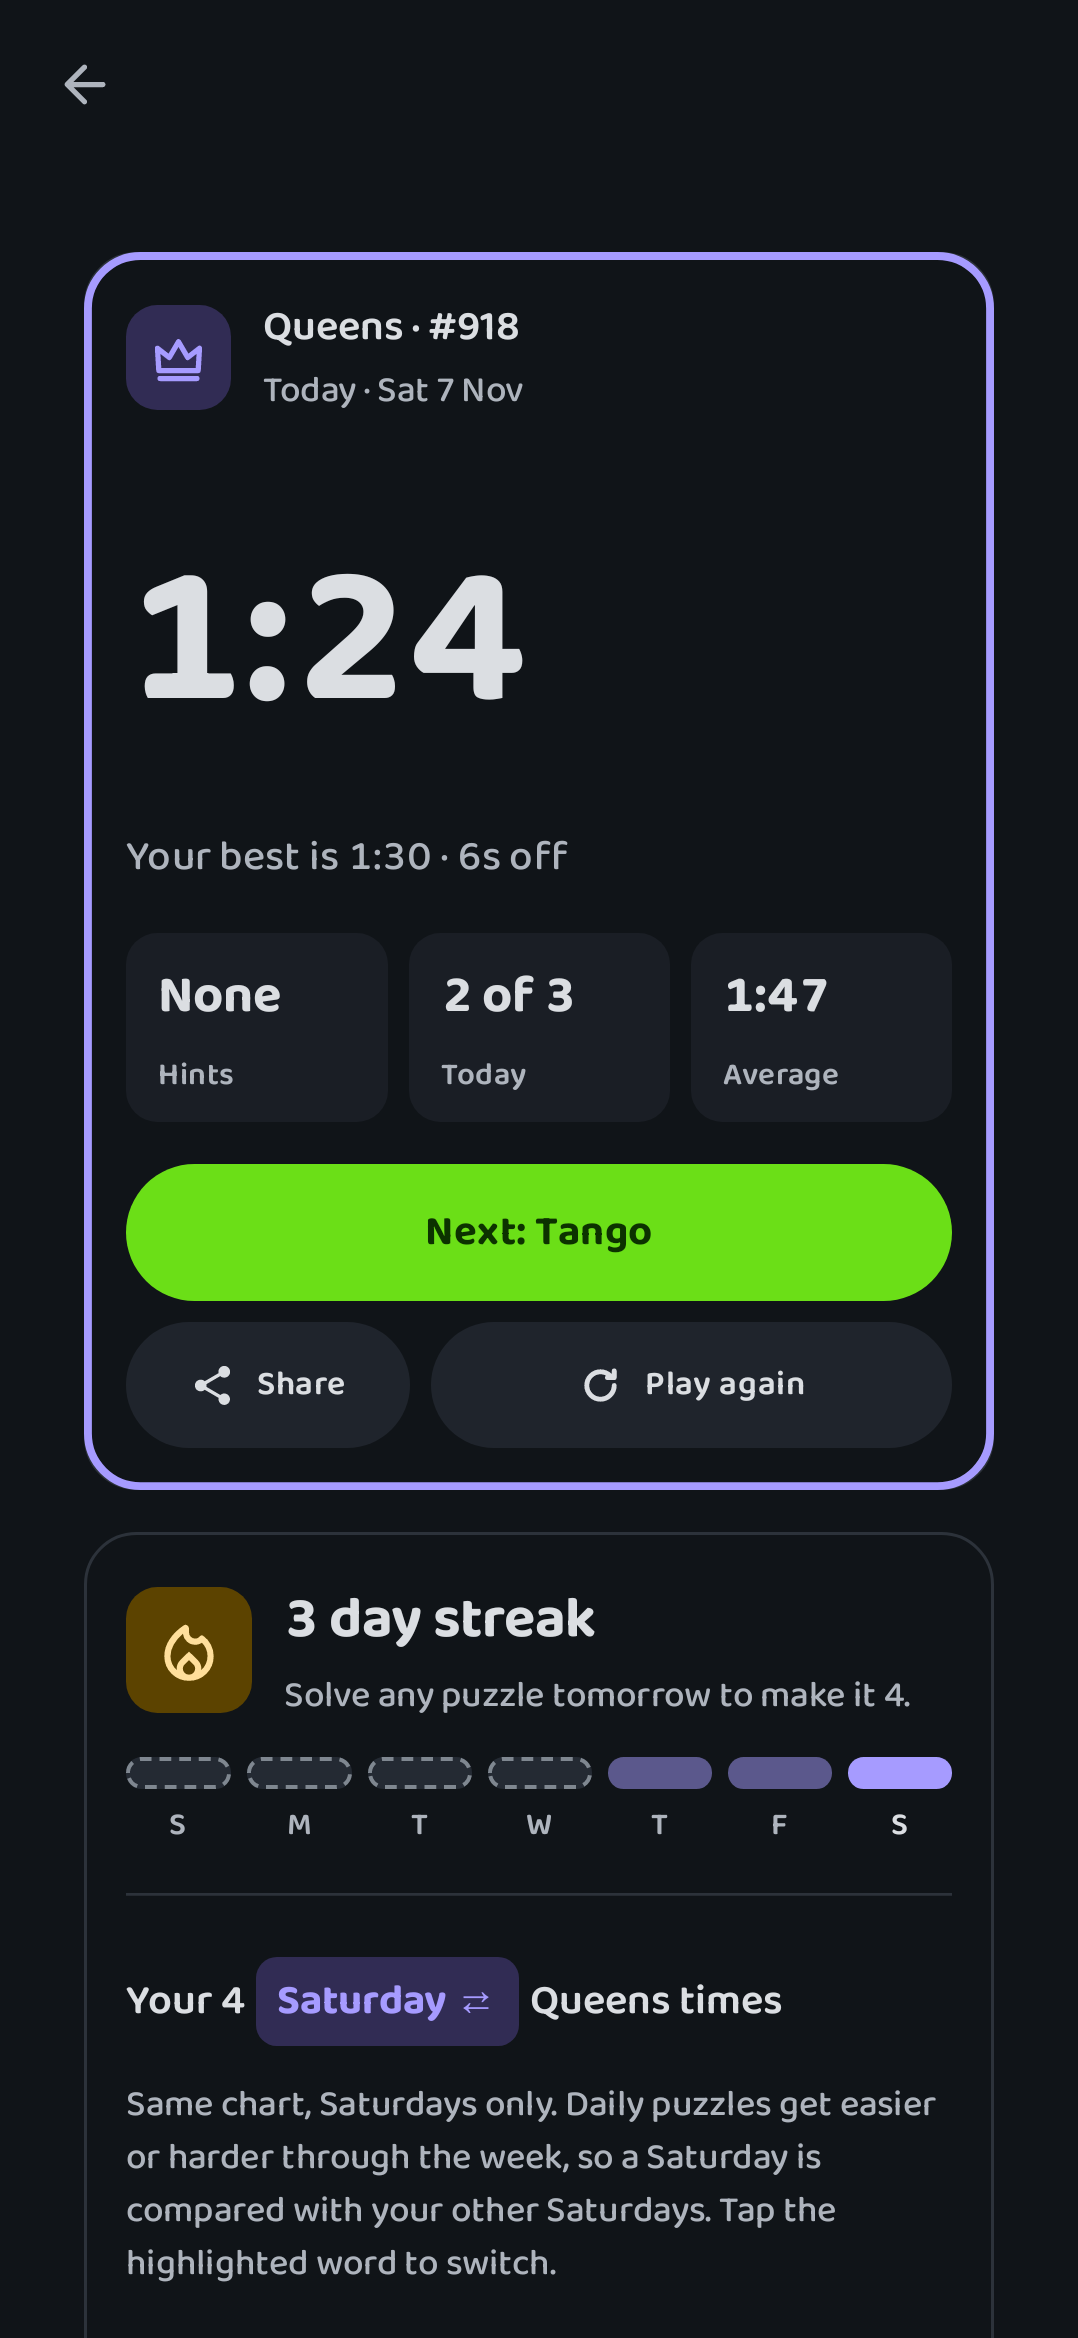 Queens · #918
Today · Sat 7 Nov
1:24
Your best is 1:30 · 6s off
None
Hints
2 of 3
Today
1:47
Average
Next: Tango
Share
Play again
3 day streak
Solve any puzzle tomorrow to make it 4.
S M T W T F S
Your 4 Saturday ⇄ Queens times
Same chart, Saturdays only. Daily puzzles get easier
or harder through the week, so a Saturday is
compared with your other Saturdays. Tap the
highlighted word to switch.